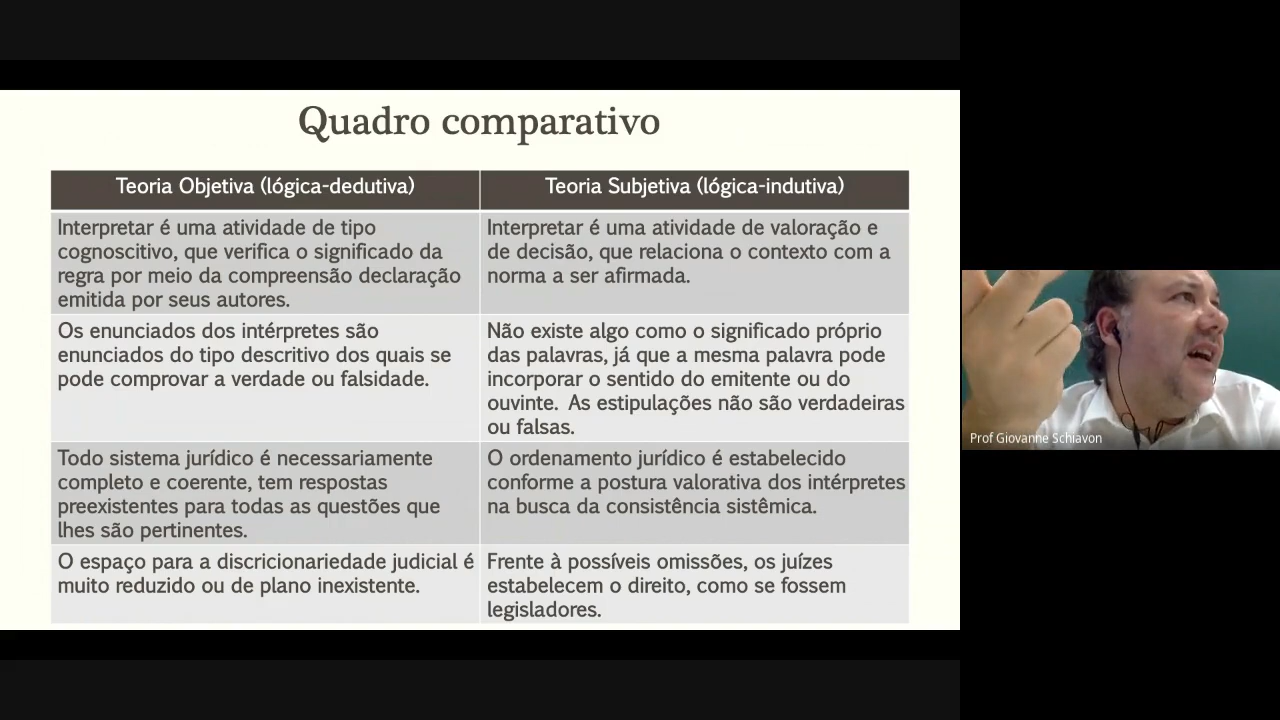 Quadro comparativo
Teoria Objetiva (lógica-dedutiva)
Teoria Subjetiva (lógica-indutiva)
Interpretar é uma atividade de tipo
cognoscitivo, que verifica o significado da
regra por meio da compreensão declaração
emitida por seus autores.
Interpretar é uma atividade de valoração e
de decisão, que relaciona o contexto com a
norma a ser afirmada.
Os enunciados dos intérpretes são
enunciados do tipo descritivo dos quais se
pode comprovar a verdade ou falsidade.
Não existe algo como o significado próprio
das palavras, já que a mesma palavra pode
incorporar o sentido do emitente ou do
ouvinte. As estipulações não são verdadeiras
ou falsas.
Todo sistema jurídico é necessariamente
completo e coerente, tem respostas
preexistentes para todas as questões que
lhes são pertinentes.
O ordenamento jurídico é estabelecido
conforme a postura valorativa dos intérpretes
na busca da consistência sistêmica.
O espaço para a discricionariedade judicial é
muito reduzido ou de plano inexistente.
Frente à possíveis omissões, os juízes
estabelecem o direito, como se fossem
legisladores.
Prof Giovanne Schiavon